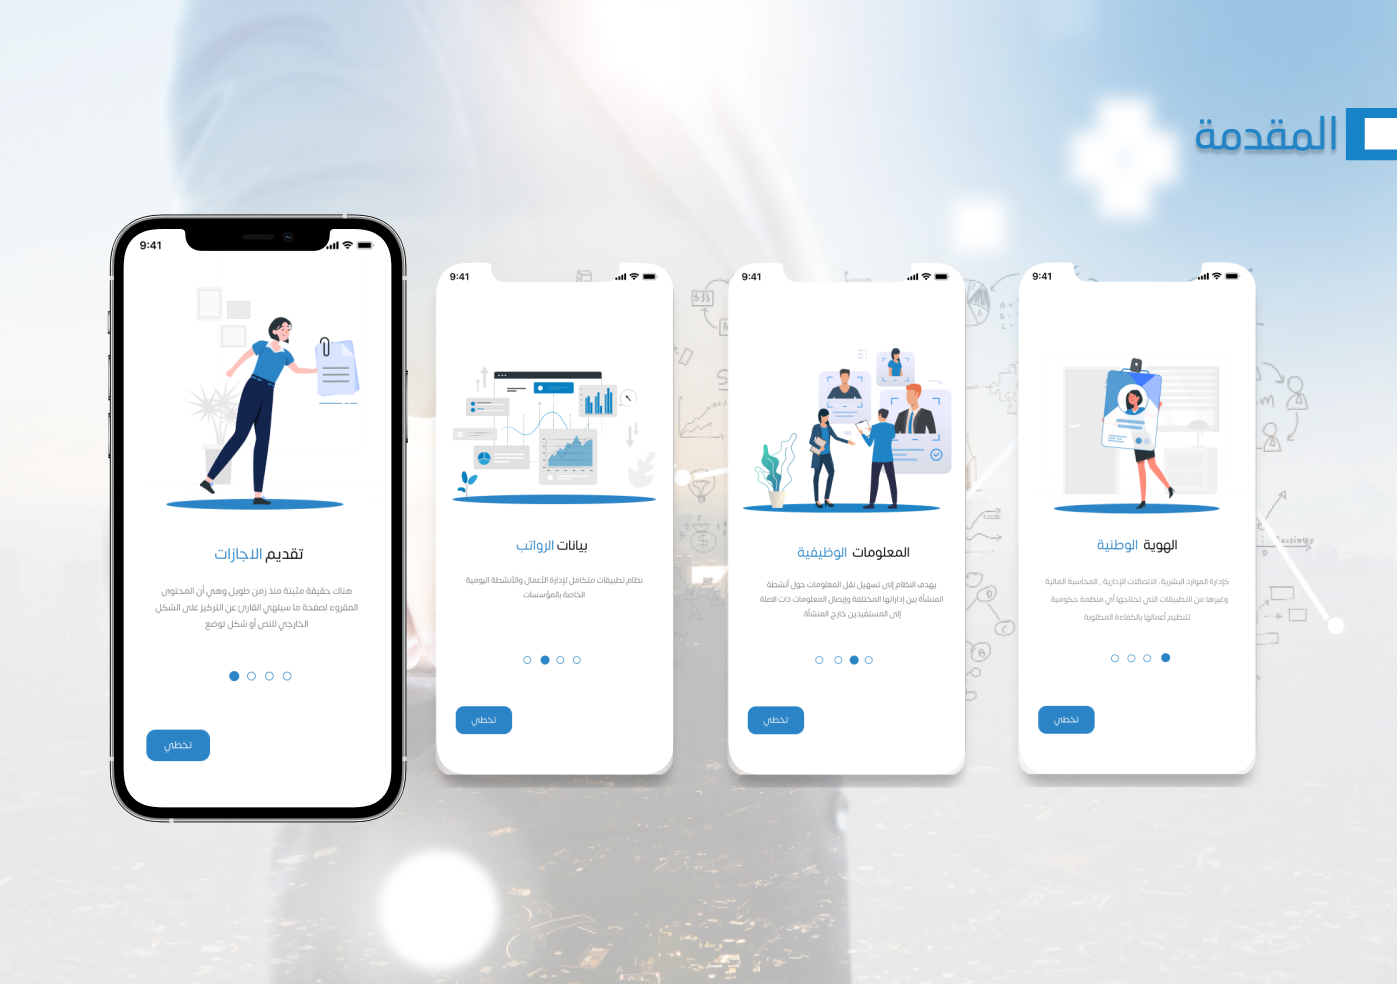 المقدمة
9:41
الهوية الوطنية
كإدارة الموارد البشرية، الاتصالات الإدارية , المحاسبة المالية
وغيرها من التطبيقات التي تحتاجها أي منظمة حكومية
لتنظيم أعمالها بالكفاءة المطلوبة
تخطي
9:41
المعلومات الوظيفية
يهدف النظام إلى تسهيل نقل المعلومات حول أنشطة
المنشأة بين إداراتها المختلفة وإيصال المعلومات ذات الصلة
إلى المستفيدين خارج المنشأة.
تخطي
9:41
بيانات الرواتب
نظام تطبيقات متكامل لإدارة الأعمال والأنشطة اليومية
الخاصة بالمؤسسات
تخطي
9:41
تقديم الاجازات
هناك حقيقة مثبتة منذ زمن طويل وهي أن المحتوى
المقروء لصفحة ما سيلهي القارئ عن التركيز على الشكل
الخارجي للنص أو شكل توضع
تخطي
$$$